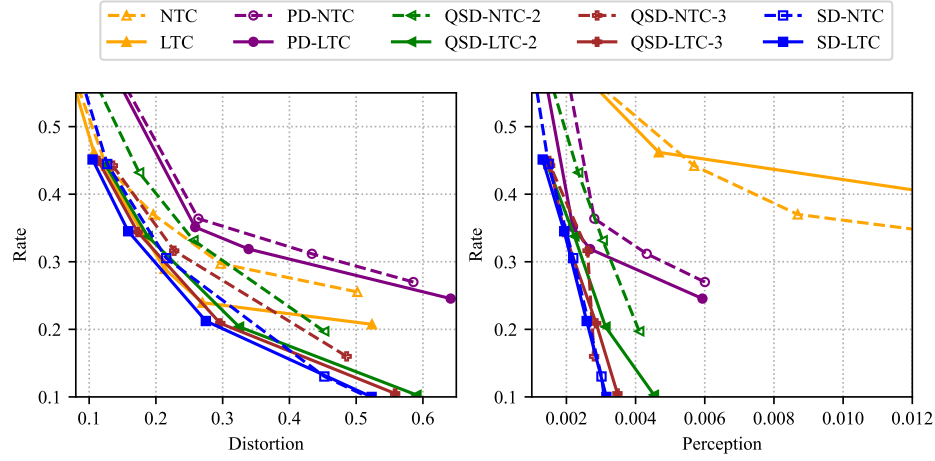 NTC PD-NTC QSD-NTC-2 QSD-NTC-3 SD-NTC
LTC PD-LTC QSD-LTC-2 QSD-LTC-3 SD-LTC
Rate
0.5
0.4
0.3
0.2
0.1
0.1 0.2 0.3 0.4 0.5 0.6
Distortion
Rate
0.5
0.4
0.3
0.2
0.1
0.002 0.004 0.006 0.008 0.010 0.012
Perception